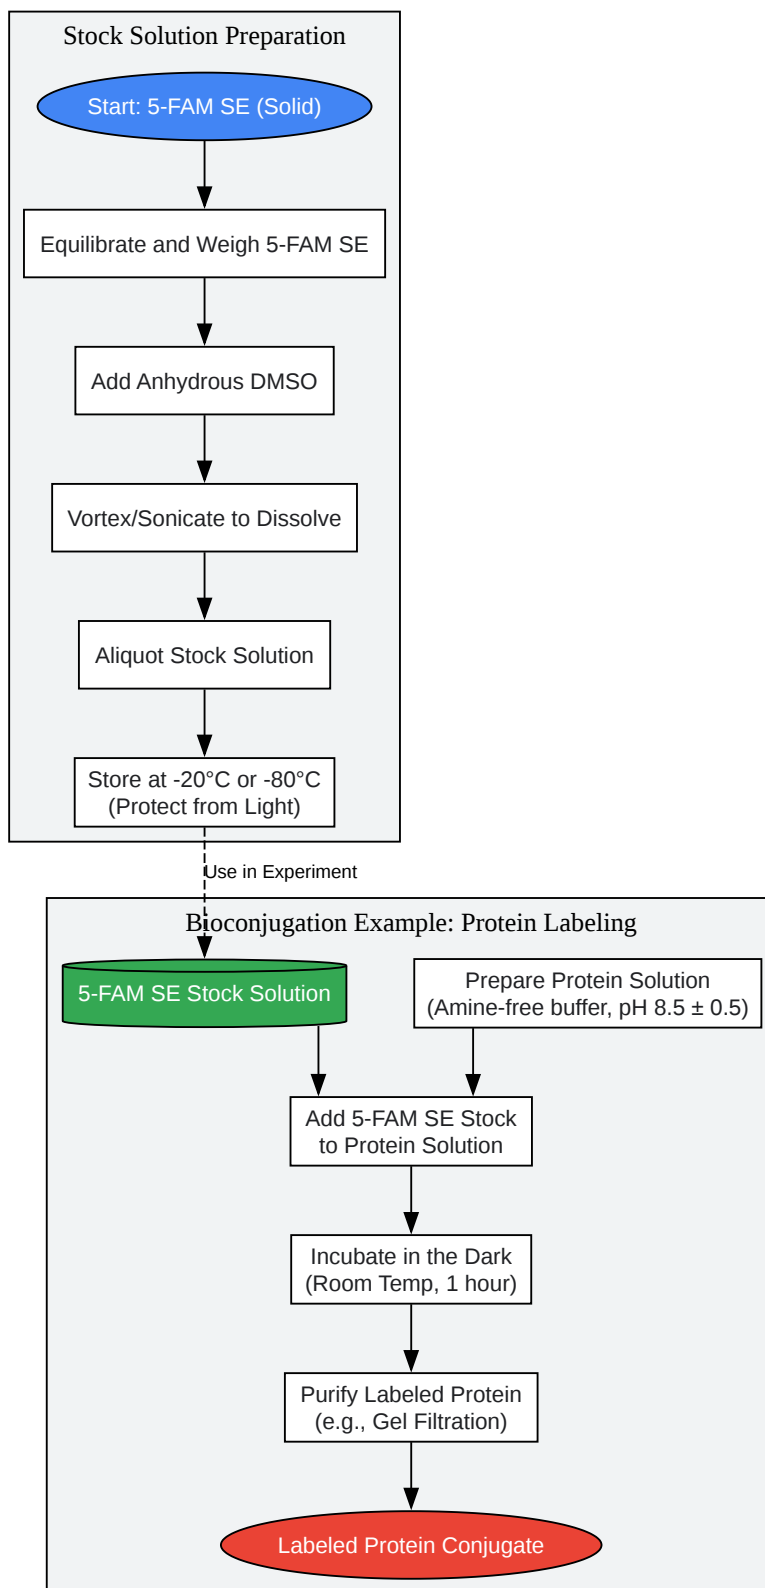 Stock Solution Preparation
Start: 5-FAM SE (Solid)
Equilibrate and Weigh 5-FAM SE
Add Anhydrous DMSO
Vortex/Sonicate to Dissolve
Aliquot Stock Solution
Store at -20°C or -80°C
(Protect from Light)
Use in Experiment
Bioconjugation Example: Protein Labeling
5-FAM SE Stock Solution
Prepare Protein Solution
(Amine-free buffer, pH 8.5 ± 0.5)
Add 5-FAM SE Stock
to Protein Solution
Incubate in the Dark
(Room Temp, 1 hour)
Purify Labeled Protein
(e.g., Gel Filtration)
Labeled Protein Conjugate